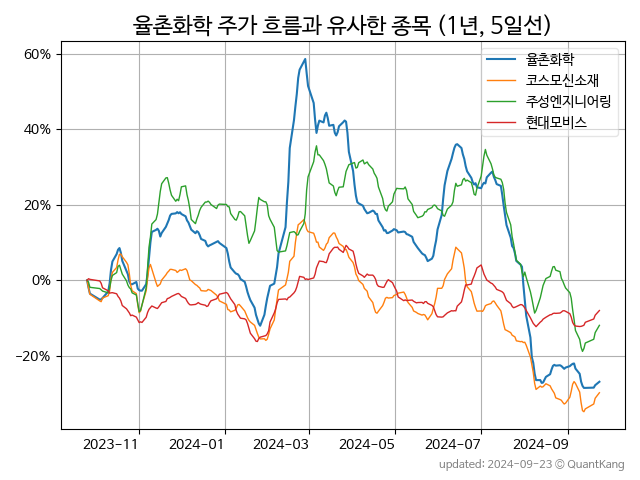 율촌화학 주가 흐름과 유사한 종목 (1년, 5일선)
60%
40%
20%
0%
−20%
율촌화학
코스모신소재
주성엔지니어링
현대모비스
2023−11
2024−01
2024−03
2024−05
2024−07
2024−09
updated: 2024-09-23 © QuantKang